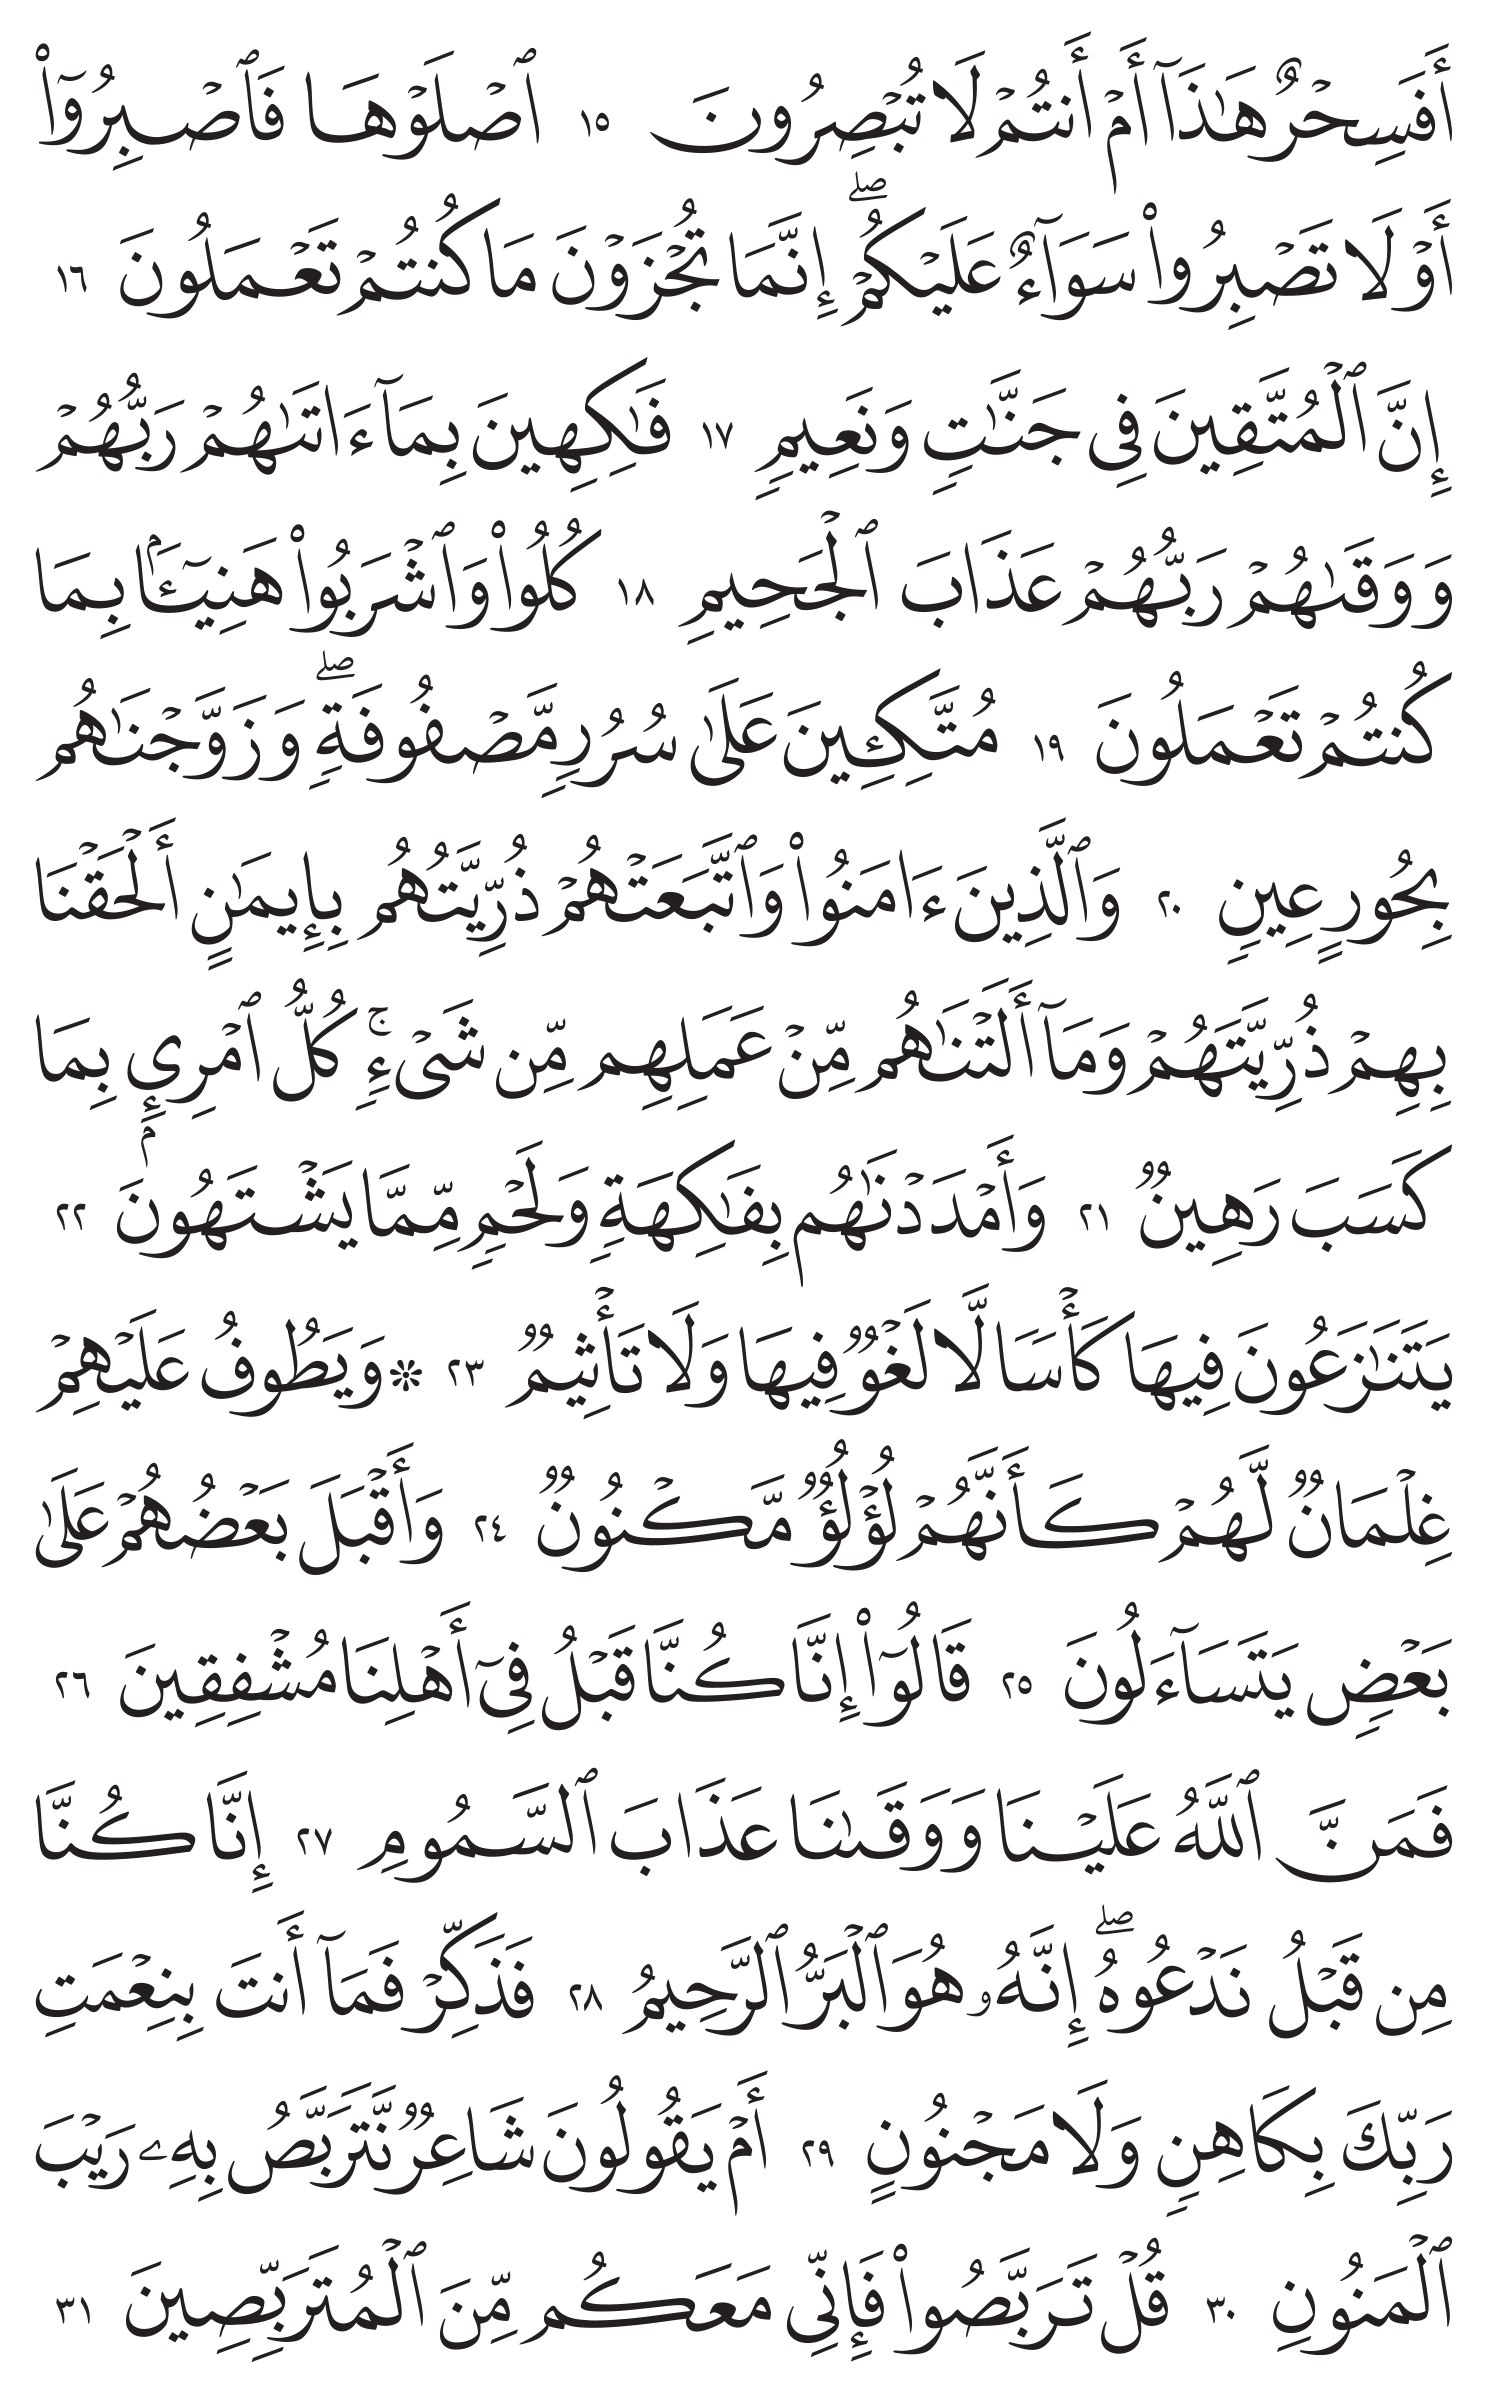 أَفَسِحْرٌ هَٰذَآ أَمْ أَنتُمْ لَا تُبْصِرُونَ ١٥ ٱصْلَوْهَا فَٱصْبِرُوٓا۟
أَوْ لَا تَصْبِرُوا۟ سَوَآءٌ عَلَيْكُمْ ۖ إِنَّمَا تُجْزَوْنَ مَا كُنتُمْ تَعْمَلُونَ ١٦
إِنَّ ٱلْمُتَّقِينَ فِى جَنَّٰتٍ وَنَعِيمٍ ١٧ فَٰكِهِينَ بِمَآ ءَاتَىٰهُمْ رَبُّهُمْ
وَوَقَىٰهُمْ رَبُّهُمْ عَذَابَ ٱلْجَحِيمِ ١٨ كُلُوا۟ وَٱشْرَبُوا۟ هَنِيٓـًٔۢا بِمَا
كُنتُمْ تَعْمَلُونَ ١٩ مُتَّكِـِٔينَ عَلَىٰ سُرُرٍ مَّصْفُوفَةٍ ۖ وَزَوَّجْنَٰهُم
بِحُورٍ عِينٍ ٢٠ وَٱلَّذِينَ ءَامَنُوا۟ وَٱتَّبَعَتْهُمْ ذُرِّيَّتُهُم بِإِيمَٰنٍ أَلْحَقْنَا
بِهِمْ ذُرِّيَّتَهُمْ وَمَآ أَلَتْنَٰهُم مِّنْ عَمَلِهِم مِّن شَىْءٍ ۚ كُلُّ ٱمْرِئٍۭ بِمَا
كَسَبَ رَهِينٌ ٢١ وَأَمْدَدْنَٰهُم بِفَٰكِهَةٍ وَلَحْمٍ مِّمَّا يَشْتَهُونَ ٢٢
يَتَنَٰزَعُونَ فِيهَا كَأْسًا لَّا لَغْوٌ فِيهَا وَلَا تَأْثِيمٌ ٢٣ ۞ وَيَطُوفُ عَلَيْهِمْ
غِلْمَانٌ لَّهُمْ كَأَنَّهُمْ لُؤْلُؤٌ مَّكْنُونٌ ٢٤ وَأَقْبَلَ بَعْضُهُمْ عَلَىٰ
بَعْضٍ يَتَسَآءَلُونَ ٢٥ قَالُوٓا۟ إِنَّا كُنَّا قَبْلُ فِىٓ أَهْلِنَا مُشْفِقِينَ ٢٦
فَمَنَّ ٱللَّهُ عَلَيْنَا وَوَقَىٰنَا عَذَابَ ٱلسَّمُومِ ٢٧ إِنَّا كُنَّا
مِن قَبْلُ نَدْعُوهُ ۖ إِنَّهُۥ هُوَ ٱلْبَرُّ ٱلرَّحِيمُ ٢٨ فَذَكِّرْ فَمَآ أَنتَ بِنِعْمَتِ
رَبِّكَ بِكَاهِنٍ وَلَا مَجْنُونٍ ٢٩ أَمْ يَقُولُونَ شَاعِرٌ نَّتَرَبَّصُ بِهِۦ رَيْبَ
ٱلْمَنُونِ ٣٠ قُلْ تَرَبَّصُوا۟ فَإِنِّى مَعَكُم مِّنَ ٱلْمُتَرَبِّصِينَ ٣١